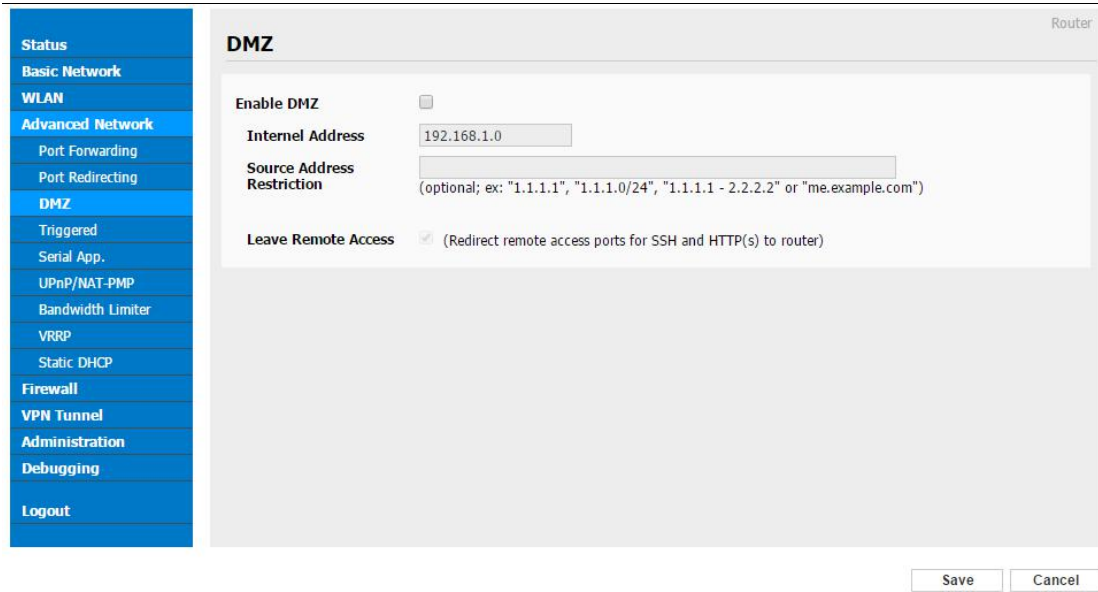 Router
Status
Basic Network
WLAN
Advanced Network
Port Forwarding
Port Redirecting
DMZ
Triggered
Serial App.
UPnP/NAT-PMP
Bandwidth Limiter
VRRP
Static DHCP
Firewall
VPN Tunnel
Administration
Debugging
Logout
DMZ
Enable DMZ
Internal Address 192.168.1.0
Source Address
Restriction
(optional; ex: "1.1.1.1", "1.1.1.0/24", "1.1.1.1 - 2.2.2.2" or "me.example.com")
Leave Remote Access (Redirect remote access ports for SSH and HTTP(s) to router)
Save Cancel